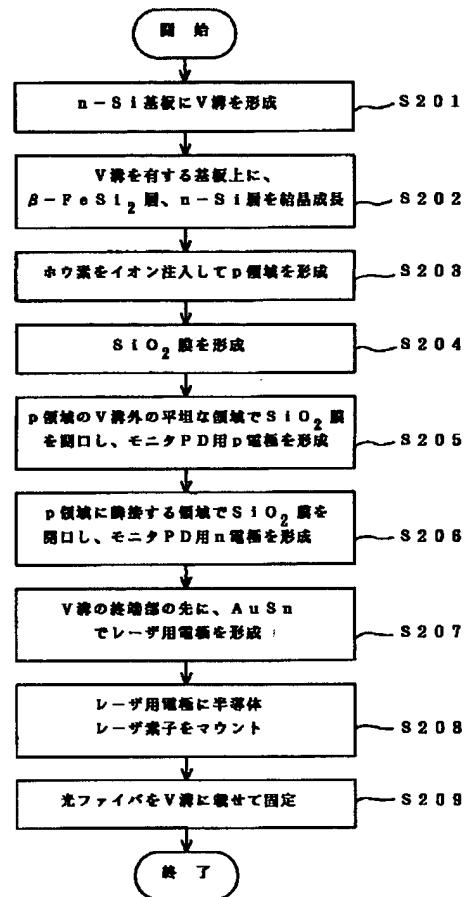 開 始
n-Si基板にV溝を形成
S201
V溝を有する基板上に、
β-FeSi₂層、n-Si層を結晶成長
S202
ホウ素をイオン注入してp領域を形成
S203
SiO₂膜を形成
S204
p領域のV溝外の平坦な領域でSiO₂膜
を開口し、モニタPD用p電極を形成
S205
p領域に隣接する領域でSiO₂膜を
開口し、モニタPD用n電極を形成
S206
V溝の終端部の先に、AuSn
でレーザ用電極を形成
S207
レーザ用電極に半導体
レーザ素子をマウント
S208
光ファイバをV溝に載せて固定
S209
終 了